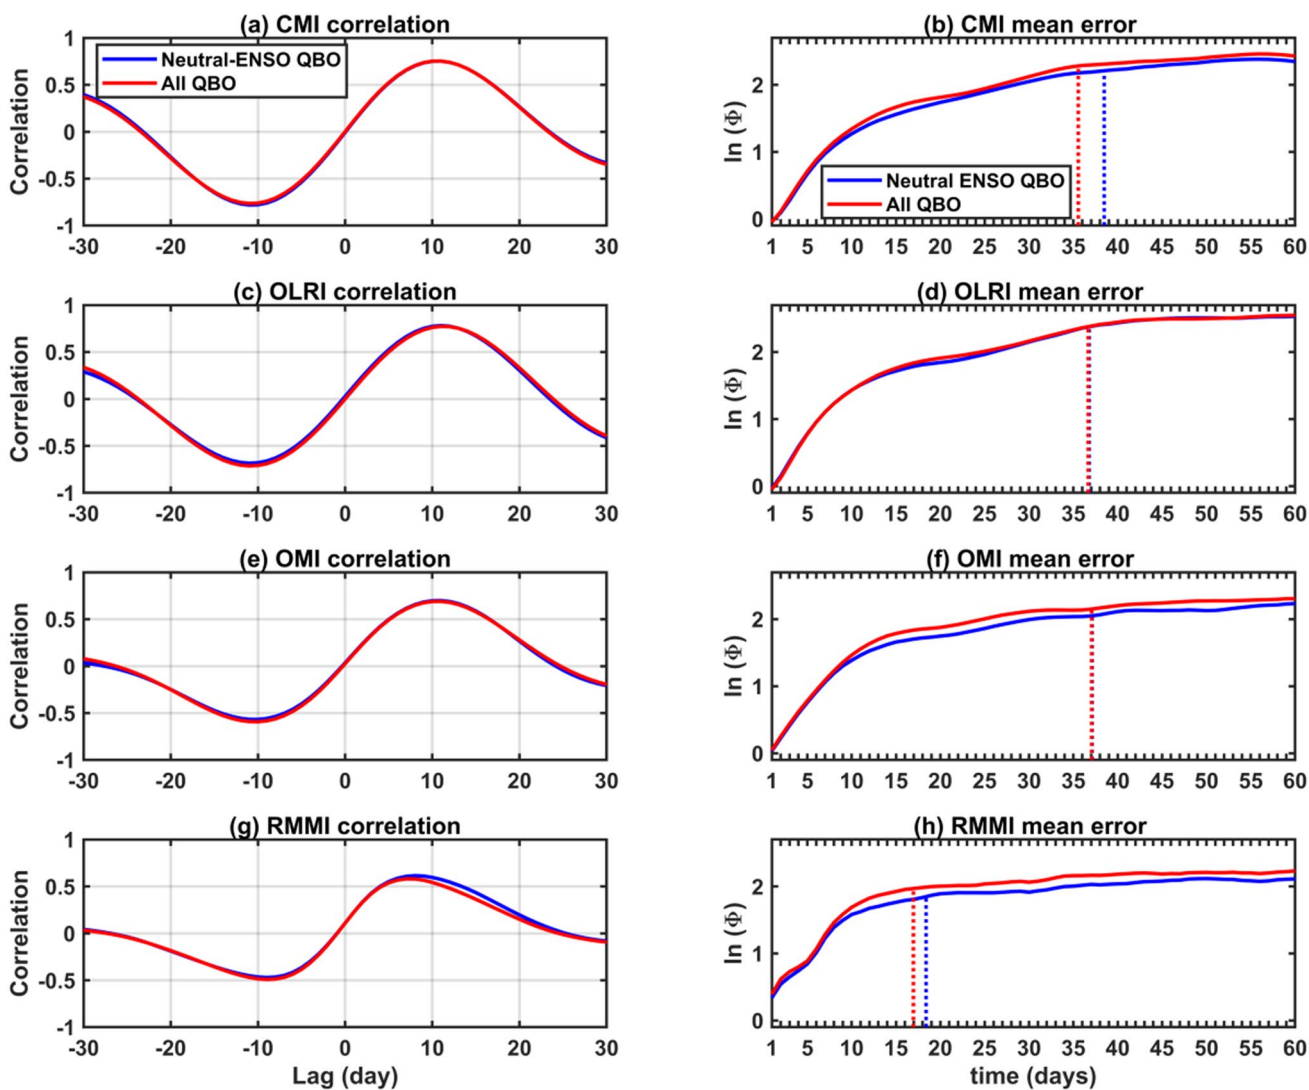 (a) CMI correlation
1
0.5
0
-0.5
-1
Correlation
Neutral-ENSO QBO
All QBO
-30 -20 -10 0 10 20 30
(b) CMI mean error
2
1
0
ln (Φ)
Neutral ENSO QBO
All QBO
1 5 10 15 20 25 30 35 40 45 50 55 60
(c) OLRI correlation
1
0.5
0
-0.5
-1
Correlation
-30 -20 -10 0 10 20 30
(d) OLRI mean error
2
1
0
ln (Φ)
1 5 10 15 20 25 30 35 40 45 50 55 60
(e) OMI correlation
1
0.5
0
-0.5
-1
Correlation
-30 -20 -10 0 10 20 30
(f) OMI mean error
2
1
0
ln (Φ)
1 5 10 15 20 25 30 35 40 45 50 55 60
(g) RMMI correlation
1
0.5
0
-0.5
-1
Correlation
-30 -20 -10 0 10 20 30
Lag (day)
(h) RMMI mean error
2
1
0
ln (Φ)
1 5 10 15 20 25 30 35 40 45 50 55 60
time (days)